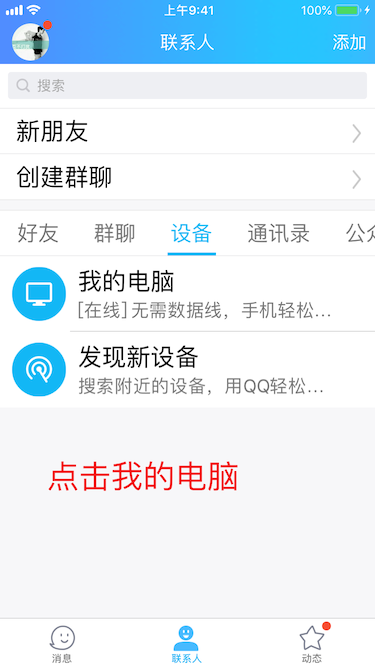 上午9:41
100%
联系人
添加
搜索
新朋友
创建群聊
好友 群聊 设备 通讯录 公众
我的电脑
[在线]无需数据线，手机轻松...
发现新设备
搜索附近的设备，用QQ轻松...
点击我的电脑
消息 联系人 动态